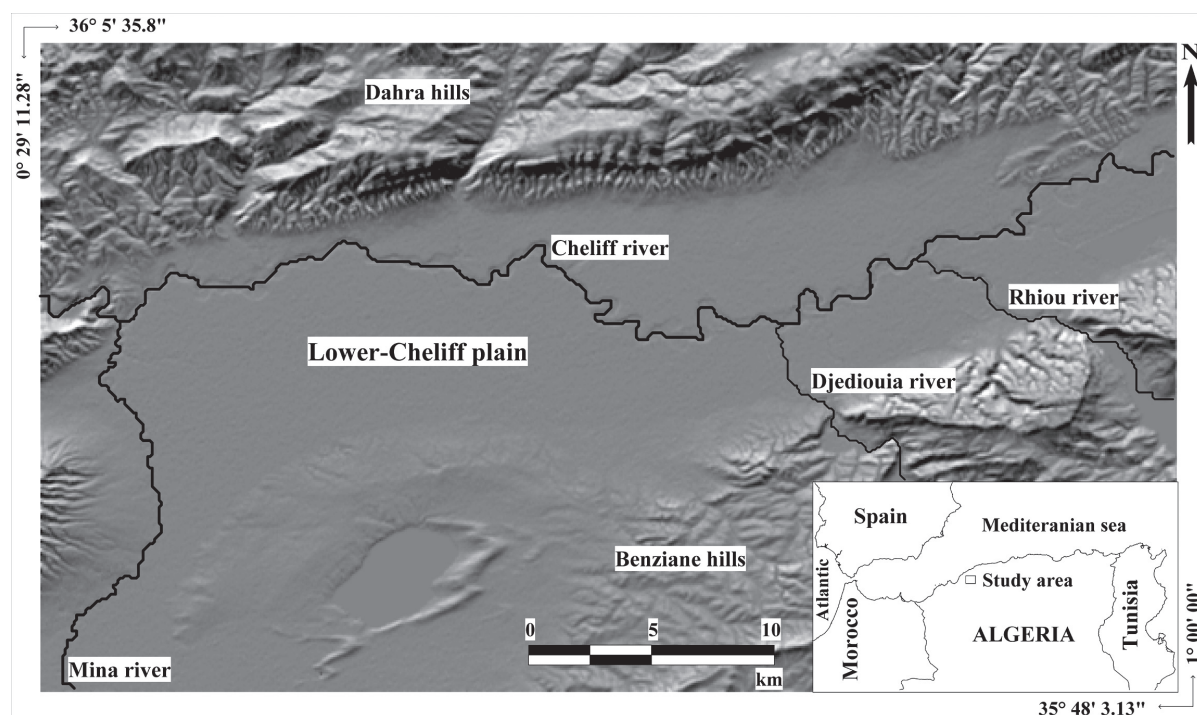 36° 5' 35.8"
0° 29' 11.28"
N
Dahra hills
Cheliff river
Rhiou river
Lower-Cheliff plain
Djediouia river
Benziane hills
Mina river
0 5 10
km
Spain
Mediteranian sea
Atlantic
Study area
Morocco
ALGERIA
Tunisia
1° 00' 00"
35° 48' 3.13"